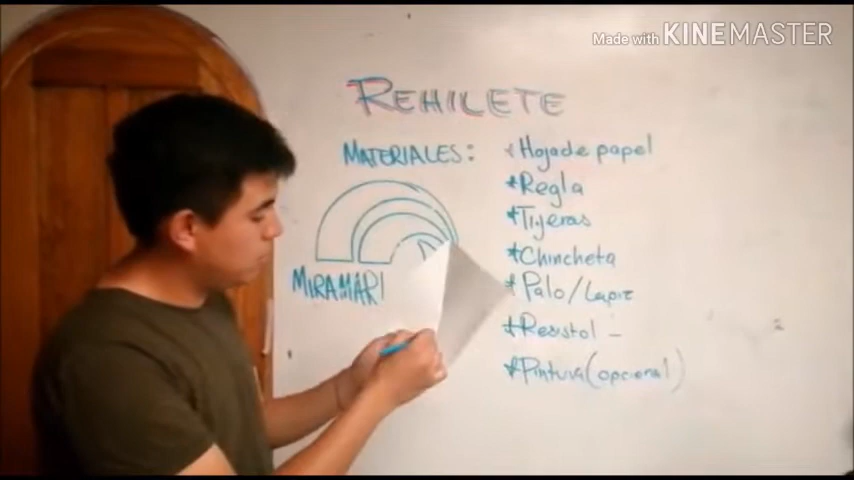 Made with KINEMASTER
REHILETE
MATERIALES:
*Hoja de papel
*Regla
*Tijeras
*Chincheta
*Palo/Lapiz
*Resistol -
*Pintura (opcional)
MIRAMAR